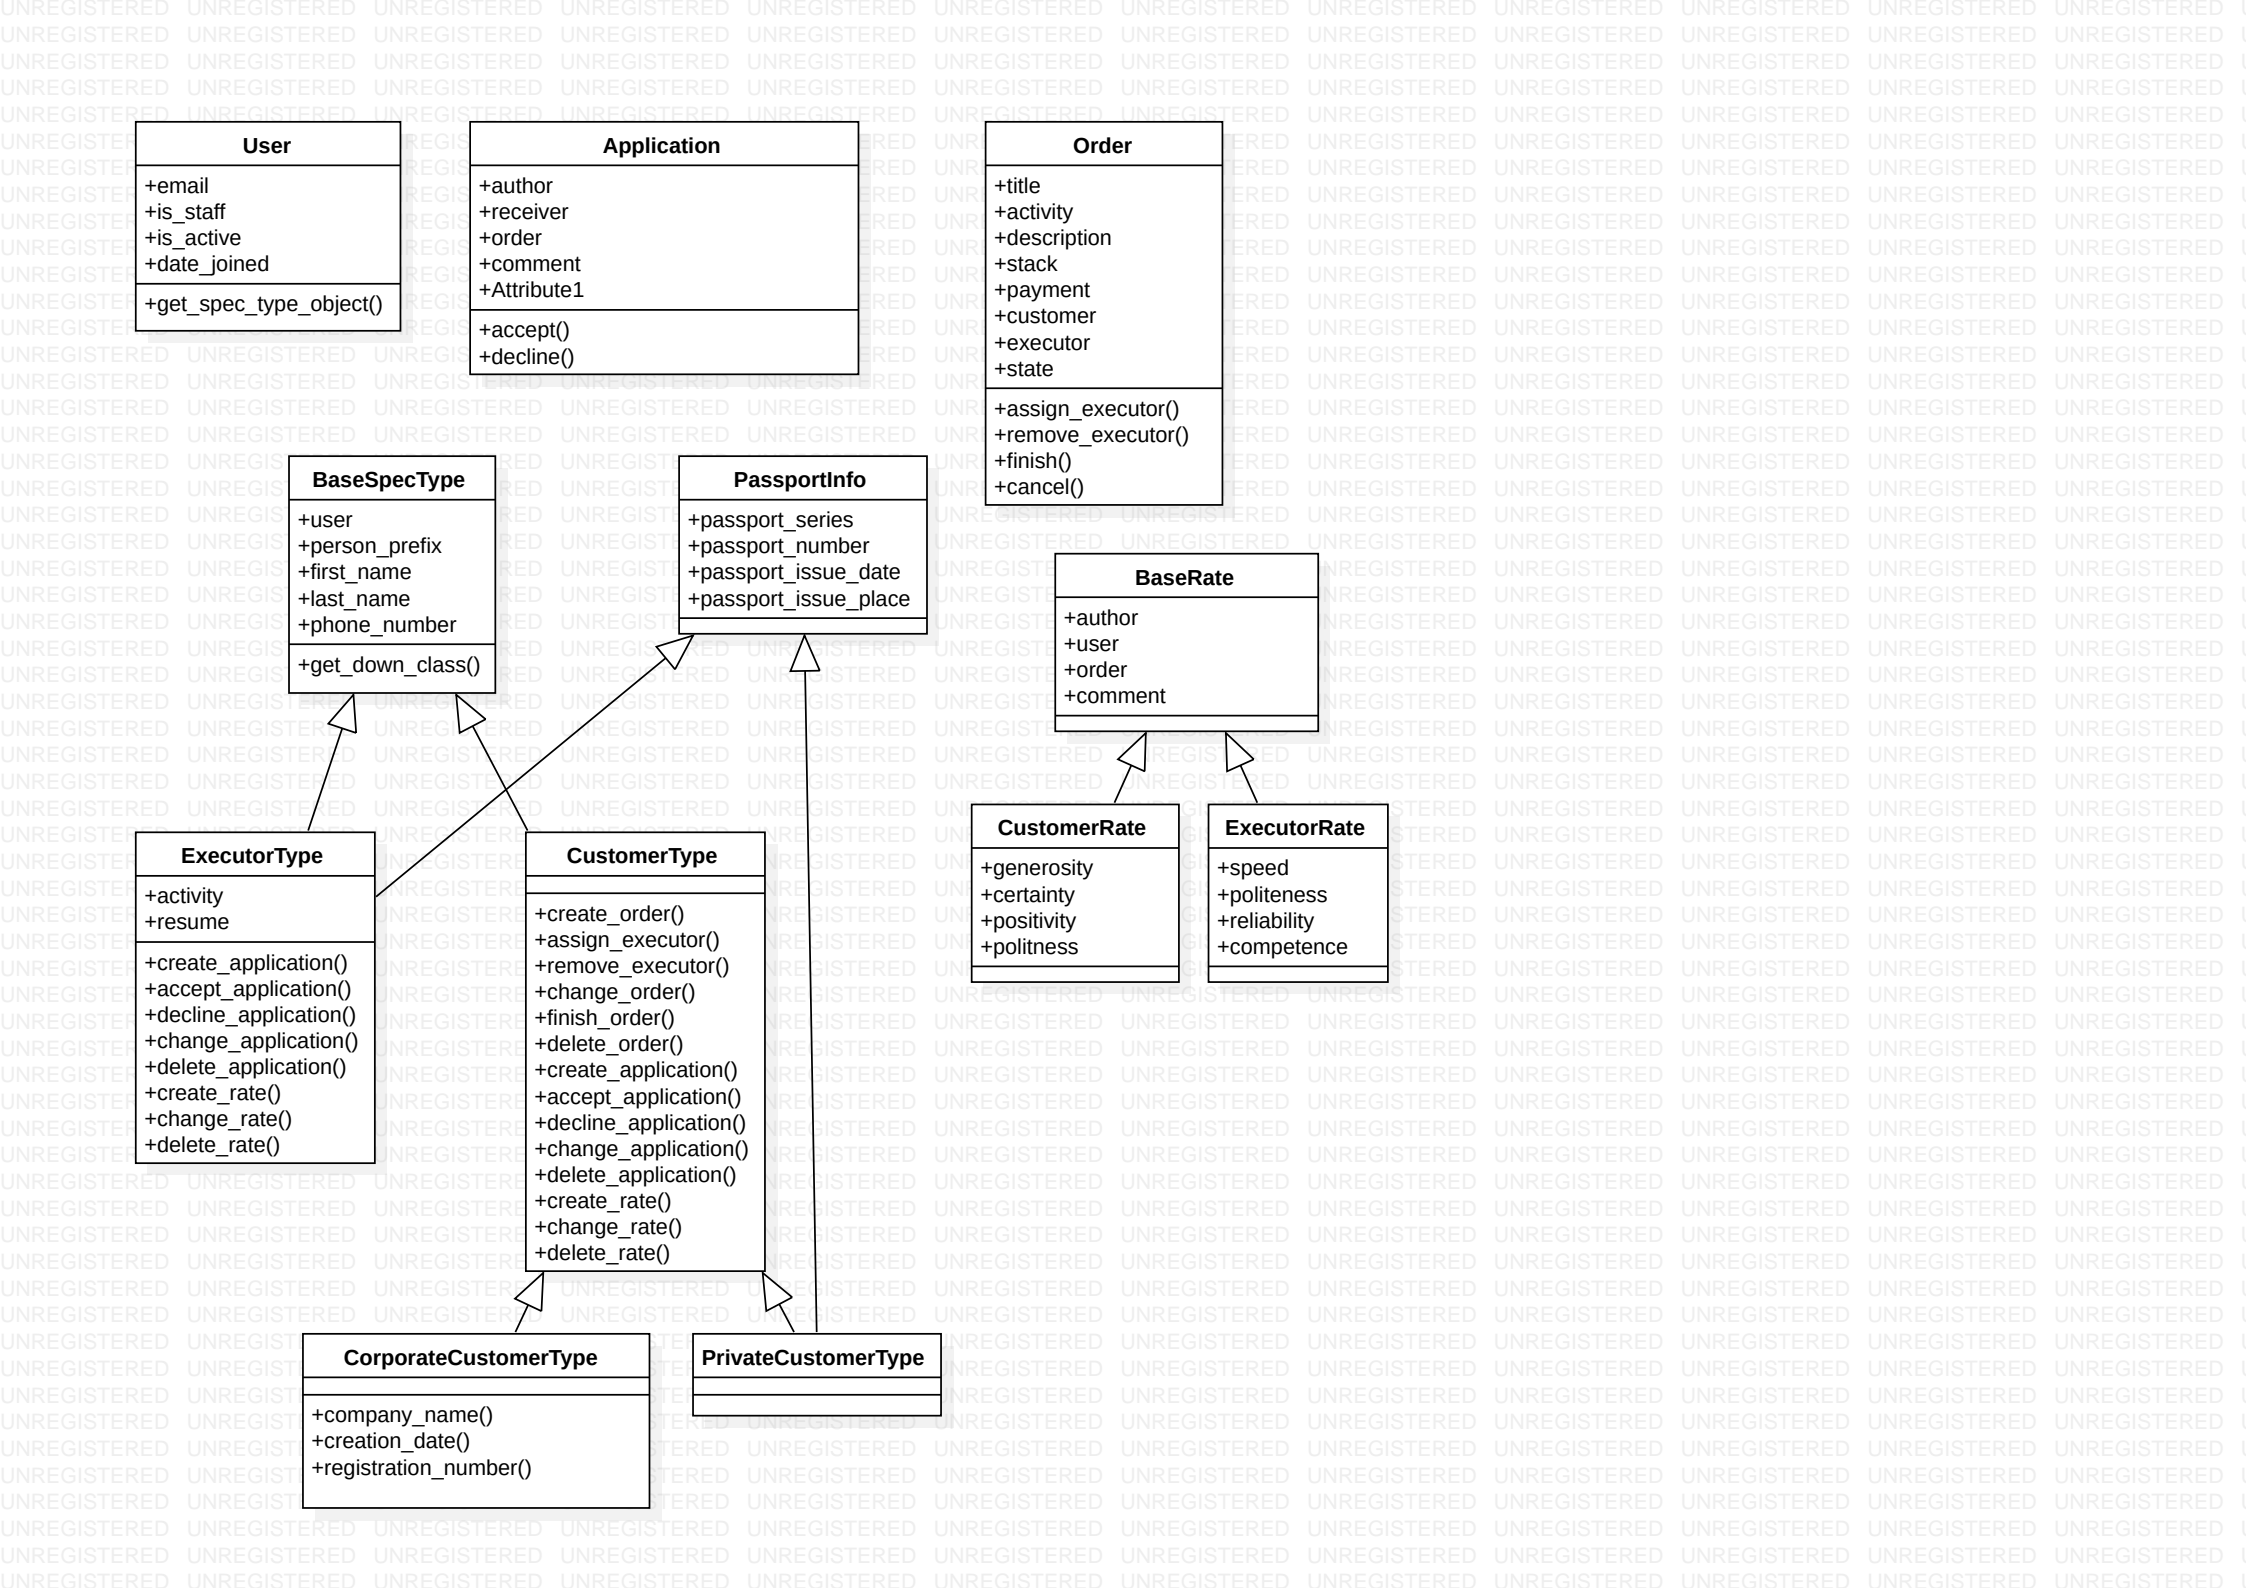 User
+email
+is_staff
+is_active
+date_joined
+get_spec_type_object()
Application
+author
+receiver
+order
+comment
+Attribute1
+accept()
+decline()
Order
+title
+activity
+description
+stack
+payment
+customer
+executor
+state
+assign_executor()
+remove_executor()
+finish()
+cancel()
BaseSpecType
+user
+person_prefix
+first_name
+last_name
+phone_number
+get_down_class()
PassportInfo
+passport_series
+passport_number
+passport_issue_date
+passport_issue_place
BaseRate
+author
+user
+order
+comment
CustomerRate
+generosity
+certainty
+positivity
+politness
ExecutorRate
+speed
+politeness
+reliability
+competence
ExecutorType
+activity
+resume
+create_application()
+accept_application()
+decline_application()
+change_application()
+delete_application()
+create_rate()
+change_rate()
+delete_rate()
CustomerType
+create_order()
+assign_executor()
+remove_executor()
+change_order()
+finish_order()
+delete_order()
+create_application()
+accept_application()
+decline_application()
+change_application()
+delete_application()
+create_rate()
+change_rate()
+delete_rate()
CorporateCustomerType
+company_name()
+creation_date()
+registration_number()
PrivateCustomerType
UNREGISTERED